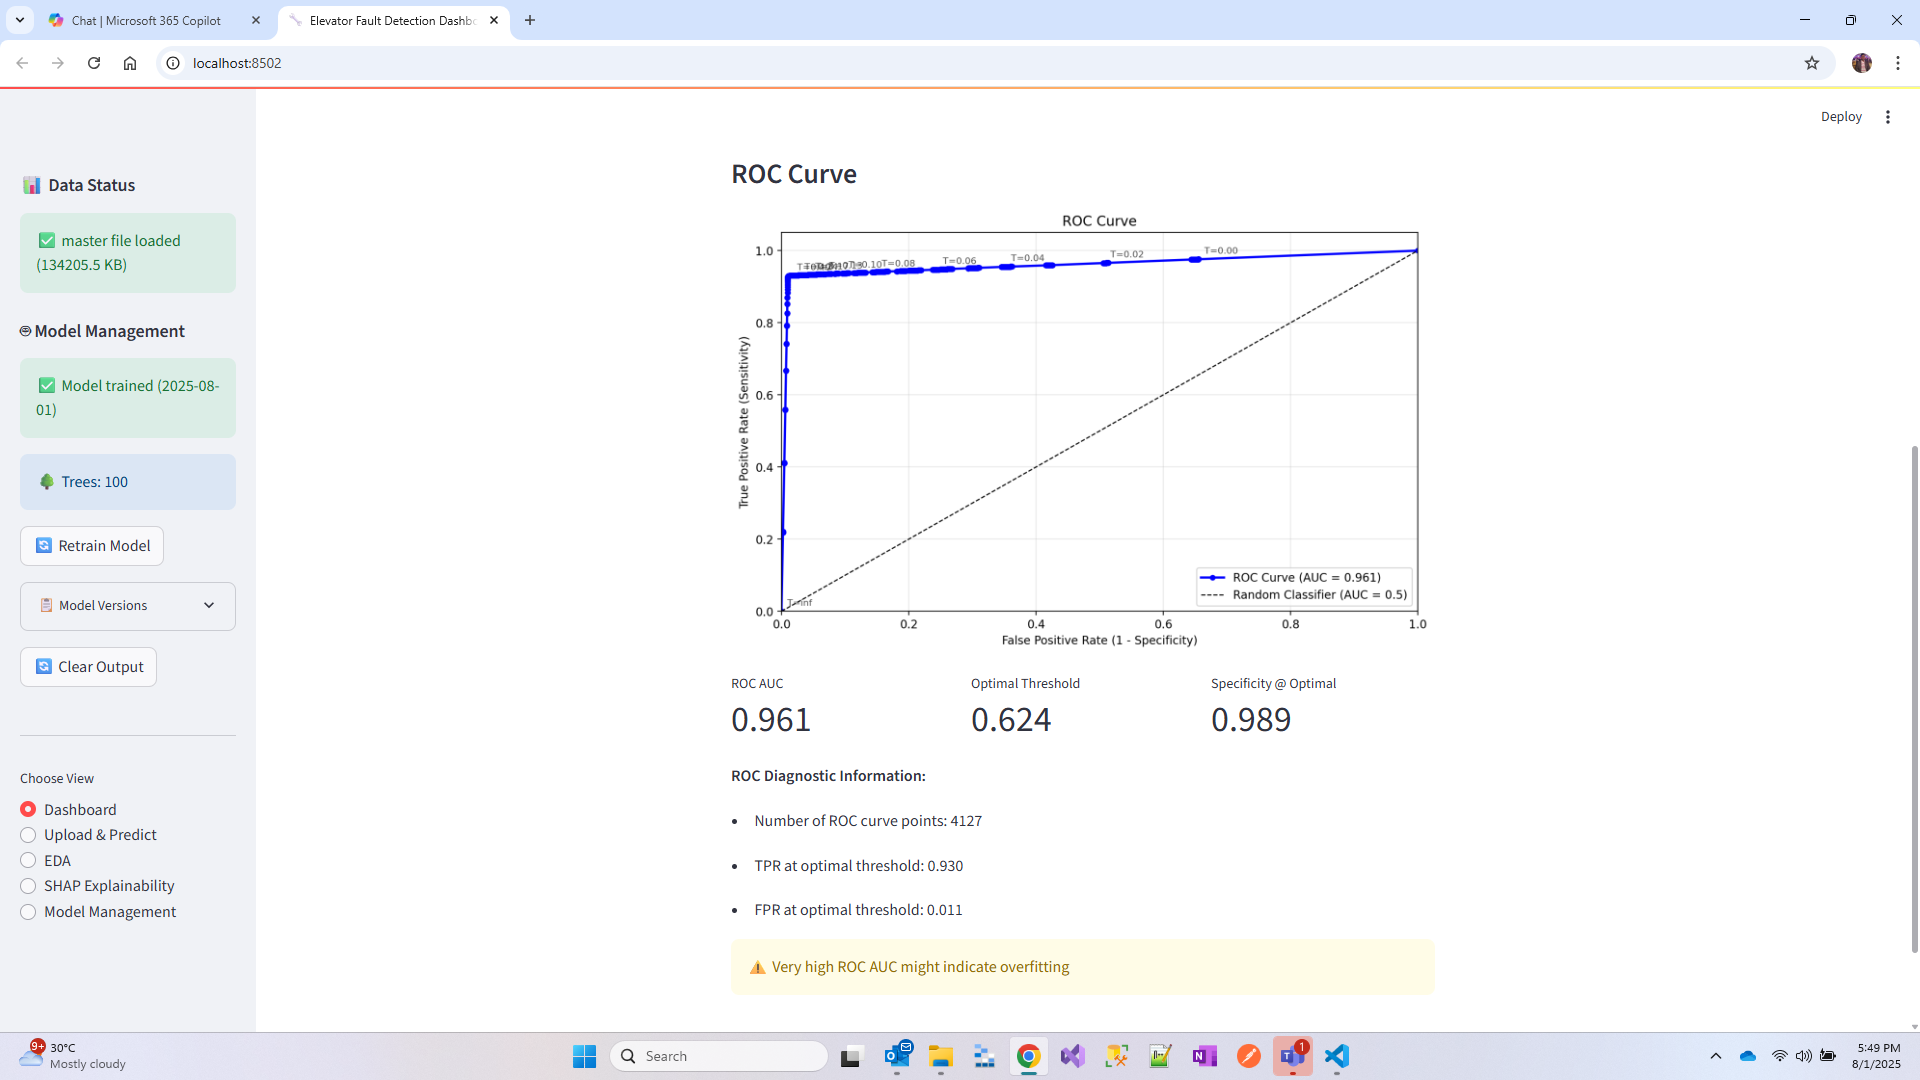 Chat | Microsoft 365 Copilot
Elevator Fault Detection Dashb
localhost:8502
Deploy
Data Status
master file loaded
(134205.5 KB)
Model Management
Model trained (2025-08-
01)
Trees: 100
Retrain Model
Model Versions
Clear Output
Choose View
Dashboard
Upload & Predict
EDA
SHAP Explainability
Model Management
ROC Curve
ROC Curve
True Positive Rate (Sensitivity)
1.0
0.8
0.6
0.4
0.2
0.0
T=0.08
T=0.06
T=0.04
T=0.02
T=0.00
T=inf
ROC Curve (AUC = 0.961)
Random Classifier (AUC = 0.5)
0.0 0.2 0.4 0.6 0.8 1.0
False Positive Rate (1 - Specificity)
ROC AUC
0.961
Optimal Threshold
0.624
Specificity @ Optimal
0.989
ROC Diagnostic Information:
Number of ROC curve points: 4127
TPR at optimal threshold: 0.930
FPR at optimal threshold: 0.011
Very high ROC AUC might indicate overfitting
9+
30°C
Mostly cloudy
Search
1
5:49 PM
8/1/2025